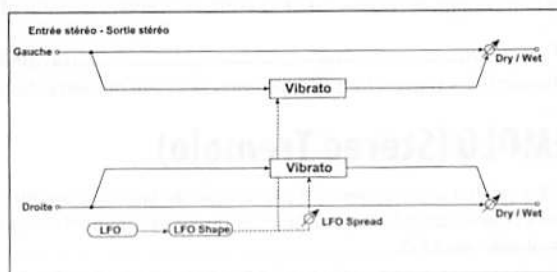 Entrée stéréo - Sortie stéréo
Gauche
Dry / Wet
Vibrato
Vibrato
Droite
Dry / Wet
LFO
LFO Shape
LFO Spread